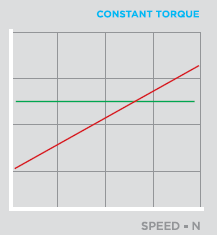 CONSTANT TORQUE
SPEED = N